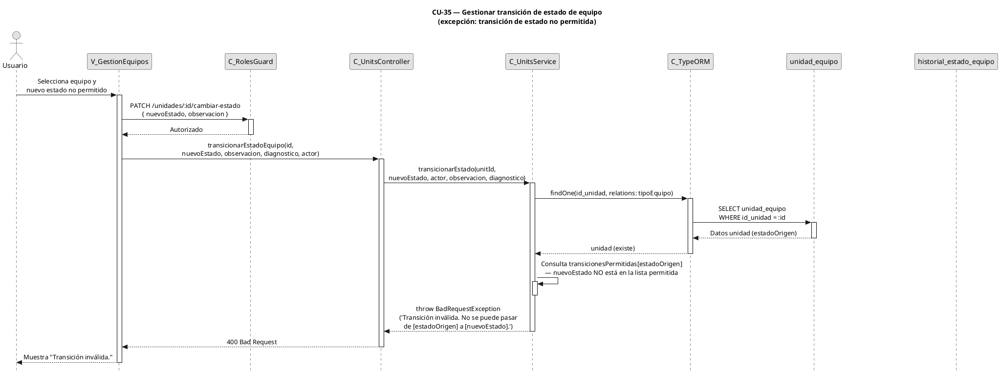 CU-35 — Gestionar transición de estado de equipo
(excepción: transición de estado no permitida)
Usuario
V_GestionEquipos
C_RolesGuard
C_UnitsController
C_UnitsService
C_TypeORM
unidad_equipo
historial_estado_equipo
Selecciona equipo y
nuevo estado no permitido
PATCH /unidades/:id/cambiar-estado
{ nuevoEstado, observacion }
Autorizado
transicionarEstadoEquipo(id,
nuevoEstado, observacion, diagnostico, actor)
transicionarEstado(unitId,
nuevoEstado, actor, observacion, diagnostico)
findOne(id_unidad, relations: tipoEquipo)
SELECT unidad_equipo
WHERE id_unidad = :id
Datos unidad (estadoOrigen)
unidad (existe)
Consulta transicionesPermitidas[estadoOrigen]
— nuevoEstado NO está en la lista permitida
throw BadRequestException
('Transición inválida. No se puede pasar
de [estadoOrigen] a [nuevoEstado].')
400 Bad Request
Muestra "Transición inválida."